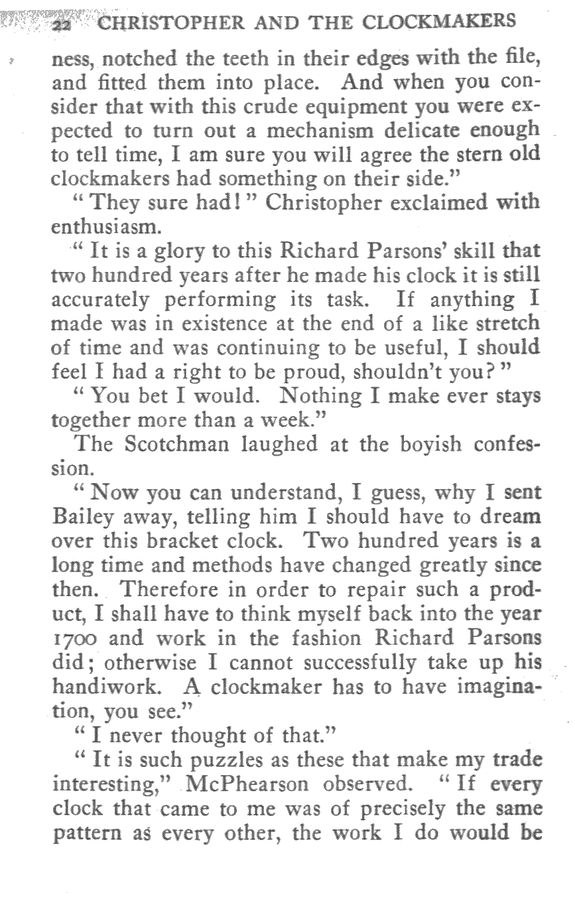 22 CHRISTOPHER AND THE CLOCKMAKERS
ness, notched the teeth in their edges with the file,
and fitted them into place. And when you con-
sider that with this crude equipment you were ex-
pected to turn out a mechanism delicate enough
to tell time, I am sure you will agree the stern old
clockmakers had something on their side.”
“ They sure had! ” Christopher exclaimed with
enthusiasm.
“ It is a glory to this Richard Parsons’ skill that
two hundred years after he made his clock it is still
accurately performing its task. If anything I
made was in existence at the end of a like stretch
of time and was continuing to be useful, I should
feel I had a right to be proud, shouldn’t you? ”
“ You bet I would. Nothing I make ever stays
together more than a week.”
The Scotchman laughed at the boyish confes-
sion.
“ Now you can understand, I guess, why I sent
Bailey away, telling him I should have to dream
over this bracket clock. Two hundred years is a
long time and methods have changed greatly since
then. Therefore in order to repair such a prod-
uct, I shall have to think myself back into the year
1700 and work in the fashion Richard Parsons
did; otherwise I cannot successfully take up his
handiwork. A clockmaker has to have imagina-
tion, you see.”
“ I never thought of that.”
“ It is such puzzles as these that make my trade
interesting,” McPhearson observed. “ If every
clock that came to me was of precisely the same
pattern as every other, the work I do would be